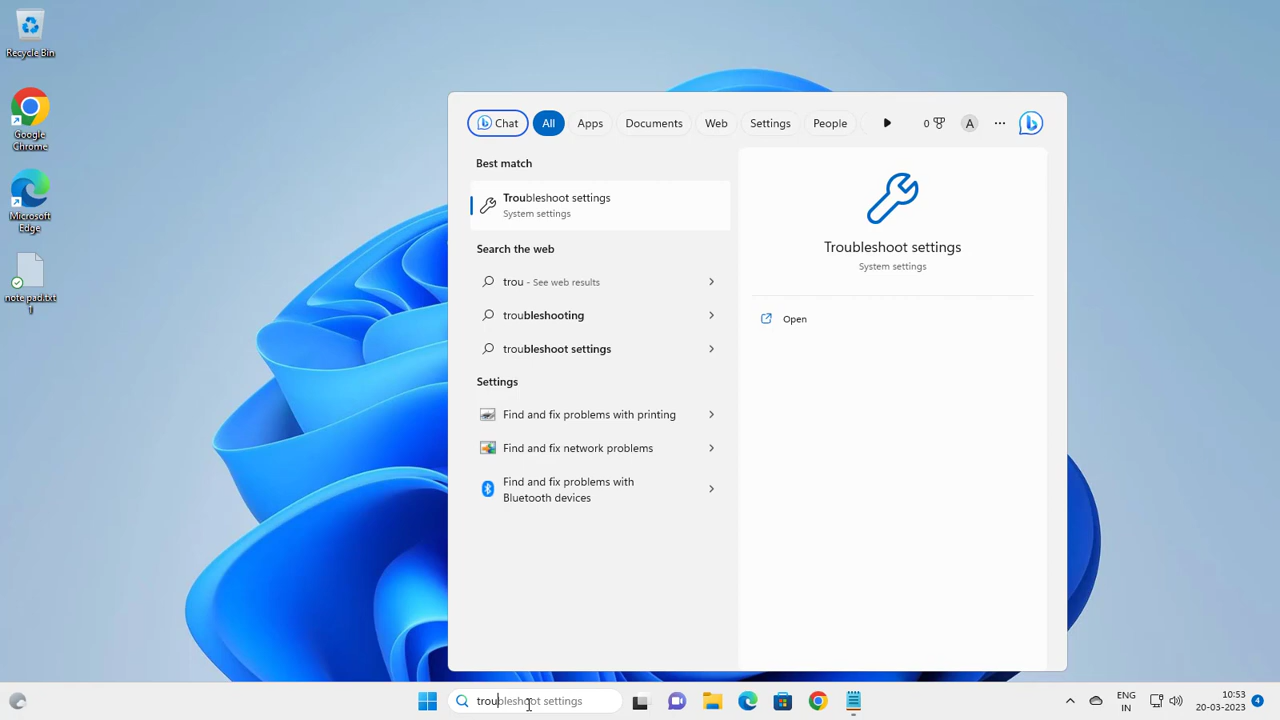 Recycle Bin
Google
Chrome
Microsoft
Edge
note pad.txt
1
Chat
All
Apps
Documents
Web
Settings
People
0
A
Best match
Troubleshoot settings
System settings
Search the web
trou - See web results
troubleshooting
troubleshoot settings
Settings
Find and fix problems with printing
Find and fix network problems
Find and fix problems with
Bluetooth devices
Troubleshoot settings
System settings
Open
troubleshoot settings
ENG
IN
10:53
20-03-2023
4